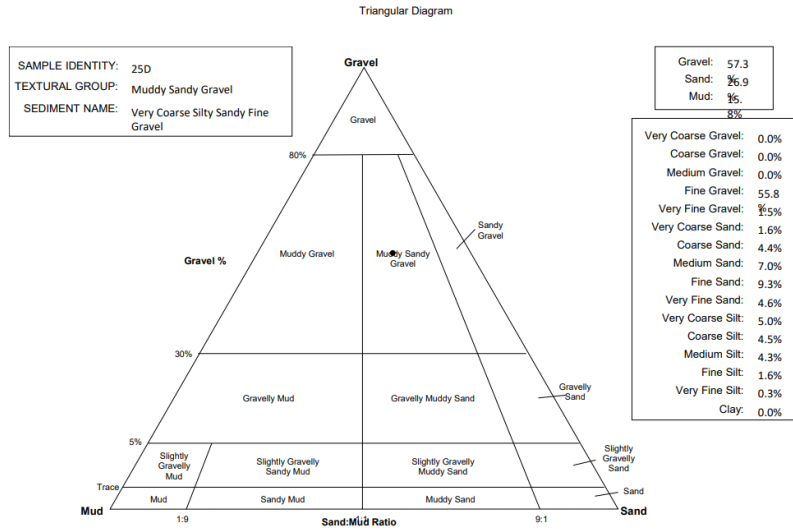 Triangular Diagram
SAMPLE IDENTITY: 25D
TEXTURAL GROUP: Muddy Sandy Gravel
SEDIMENT NAME: Very Coarse Silty Sandy Fine
Gravel
Gravel: 57.3
%
Sand: 26.9
%
Mud: 15.
8%
Very Coarse Gravel: 0.0%
Coarse Gravel: 0.0%
Medium Gravel: 0.0%
Fine Gravel: 55.8
%
Very Fine Gravel: 1.5%
Very Coarse Sand: 1.6%
Coarse Sand: 4.4%
Medium Sand: 7.0%
Fine Sand: 9.3%
Very Fine Sand: 4.6%
Very Coarse Silt: 5.0%
Coarse Silt: 4.5%
Medium Silt: 4.3%
Fine Silt: 1.6%
Very Fine Silt: 0.3%
Clay: 0.0%
Gravel
Gravel
80%
Sandy
Gravel
Muddy Gravel
Muddy Sandy
Gravel
Gravel %
30%
Gravelly Mud
Gravelly Muddy Sand
Gravelly
Sand
5%
Slightly
Gravelly
Mud
Slightly Gravelly
Sandy Mud
Slightly Gravelly
Muddy Sand
Slightly
Gravelly
Sand
Trace
Mud
Sandy Mud
Muddy Sand
Sand
Mud
Sand
1:9
1:1
9:1
Sand:Mud Ratio